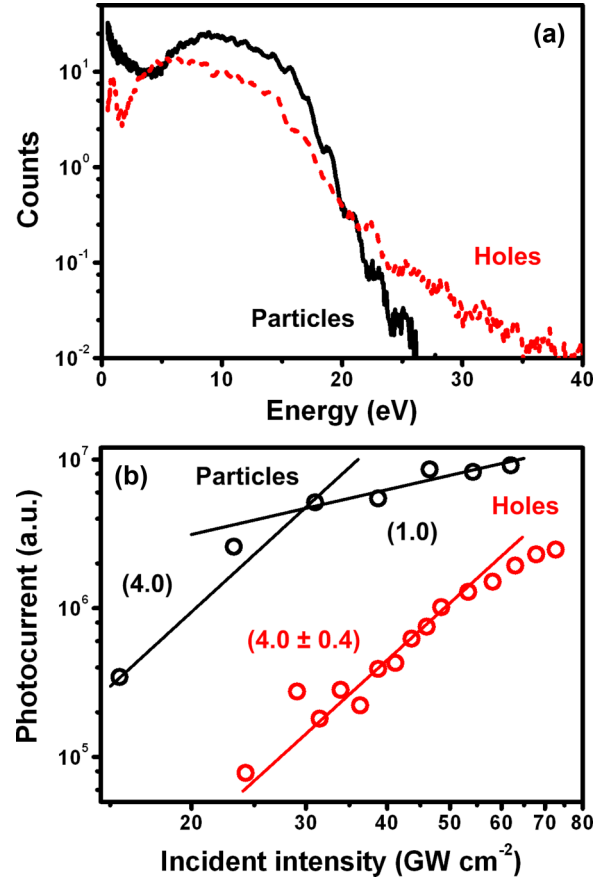 (a)
Counts
10¹
10⁰
10⁻¹
10⁻²
Holes
Particles
0 10 20 30 40
Energy (eV)
(b)
Photocurrent (a.u.)
10⁷
10⁶
10⁵
Particles
Holes
(1.0)
(4.0)
(4.0 ± 0.4)
20 30 40 50 60 70 80
Incident intensity (GW cm⁻²)